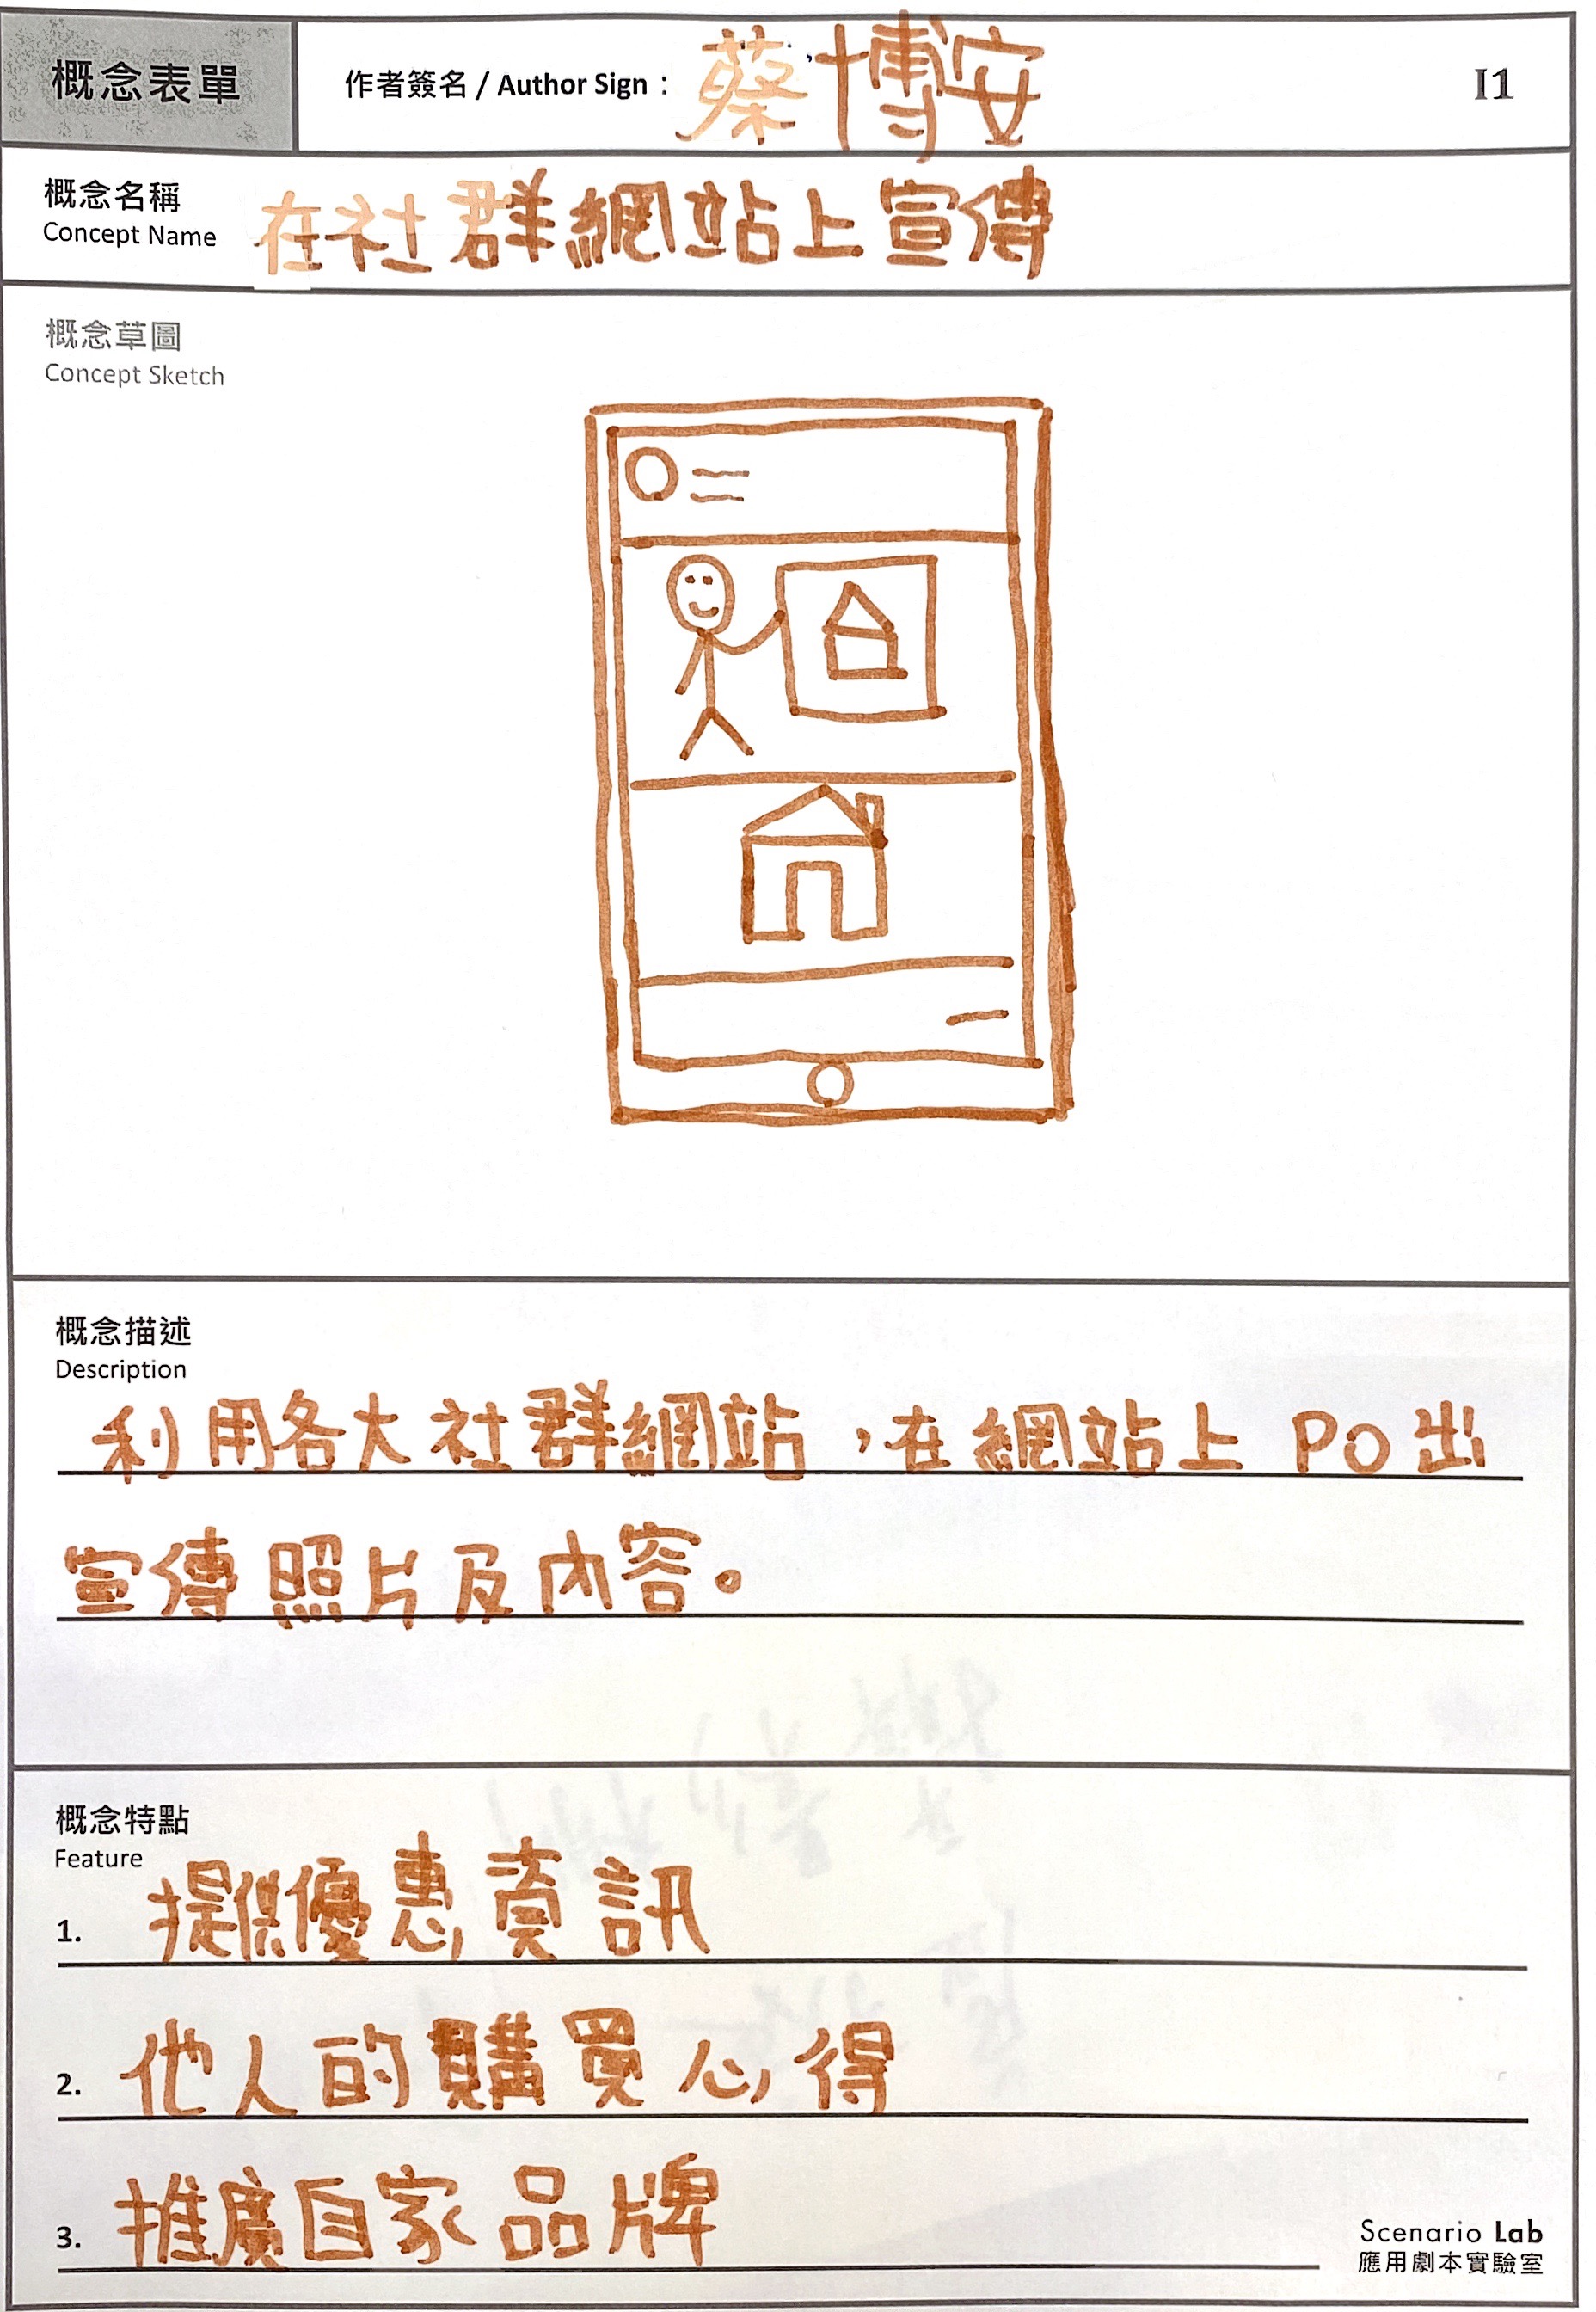 概念表單
作者簽名 / Author Sign：蔡博安
I1
概念名稱
Concept Name
在社群網站上宣傳
概念草圖
Concept Sketch
概念描述
Description
利用各大社群網站，在網站上 PO 出
宣傳照片及內容。
概念特點
Feature
1. 提供優惠資訊
2. 他人的購買心得
3. 推廣自家品牌
Scenario Lab
應用劇本實驗室